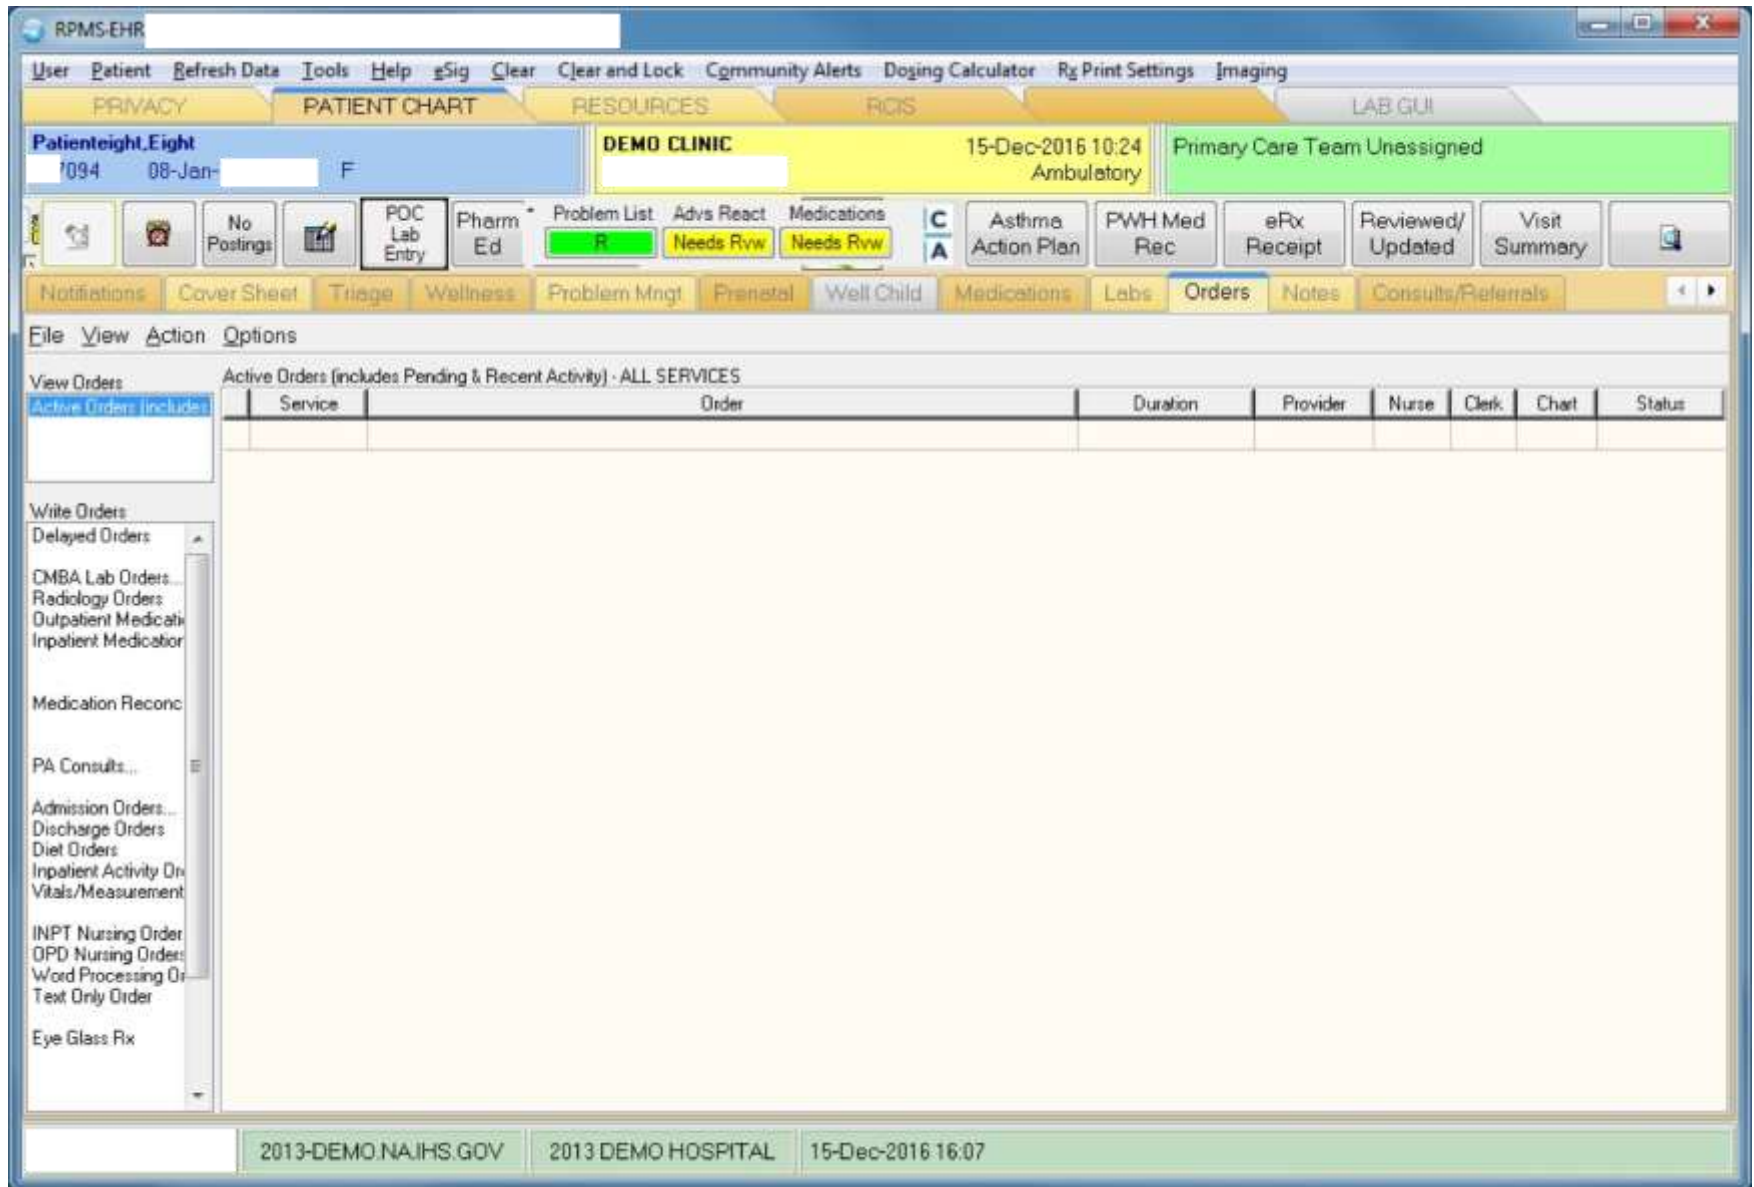 RPMS-EHR
User Patient Refresh Data Tools Help eSig Clear Clear and Lock Community Alerts Dosing Calculator Rx Print Settings Imaging
PRIVACY PATIENT CHART RESOURCES RCIS LAB GUI
Patienteight,Eight
7094 08-Jan- F
DEMO CLINIC 15-Dec-2016 10:24
Ambulatory
Primary Care Team Unassigned
No
Postings
POC
Lab
Entry
Pharm
Ed
Problem List Advs React Medications
R Needs Rvw Needs Rvw
C
A
Asthma
Action Plan
PWH Med
Rec
eRx
Receipt
Reviewed/
Updated
Visit
Summary
Notifiations Cover Sheet Triage Wellness Problem Mngt Prenatal Well Child Medications Labs Orders Notes Consults/Referrals
File View Action Options
View Orders
Active Orders (includes
Active Orders (includes Pending & Recent Activity) - ALL SERVICES
Service Order Duration Provider Nurse Clerk Chart Status
Write Orders
Delayed Orders
CMBA Lab Orders...
Radiology Orders
Outpatient Medicati
Inpatient Medication
Medication Reconc
PA Consults...
Admission Orders...
Discharge Orders
Diet Orders
Inpatient Activity Or
Vitals/Measurement
INPT Nursing Order
OPD Nursing Orders
Word Processing Or
Text Only Order
Eye Glass Rx
2013-DEMO.NA.IHS.GOV 2013 DEMO HOSPITAL 15-Dec-2016 16:07